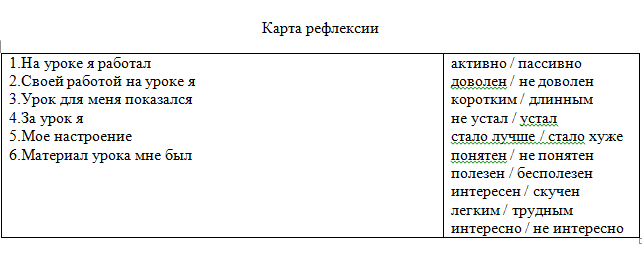 Карта рефлексии
1.На уроке я работал активно / пассивно
2.Своей работой на уроке я доволен / не доволен
3.Урок для меня показался коротким / длинным
4.За урок я не устал / устал
5.Мое настроение стало лучше / стало хуже
6.Материал урока мне был понятен / не понятен
полезен / бесполезен
интересен / скучен
легким / трудным
интересно / не интересно